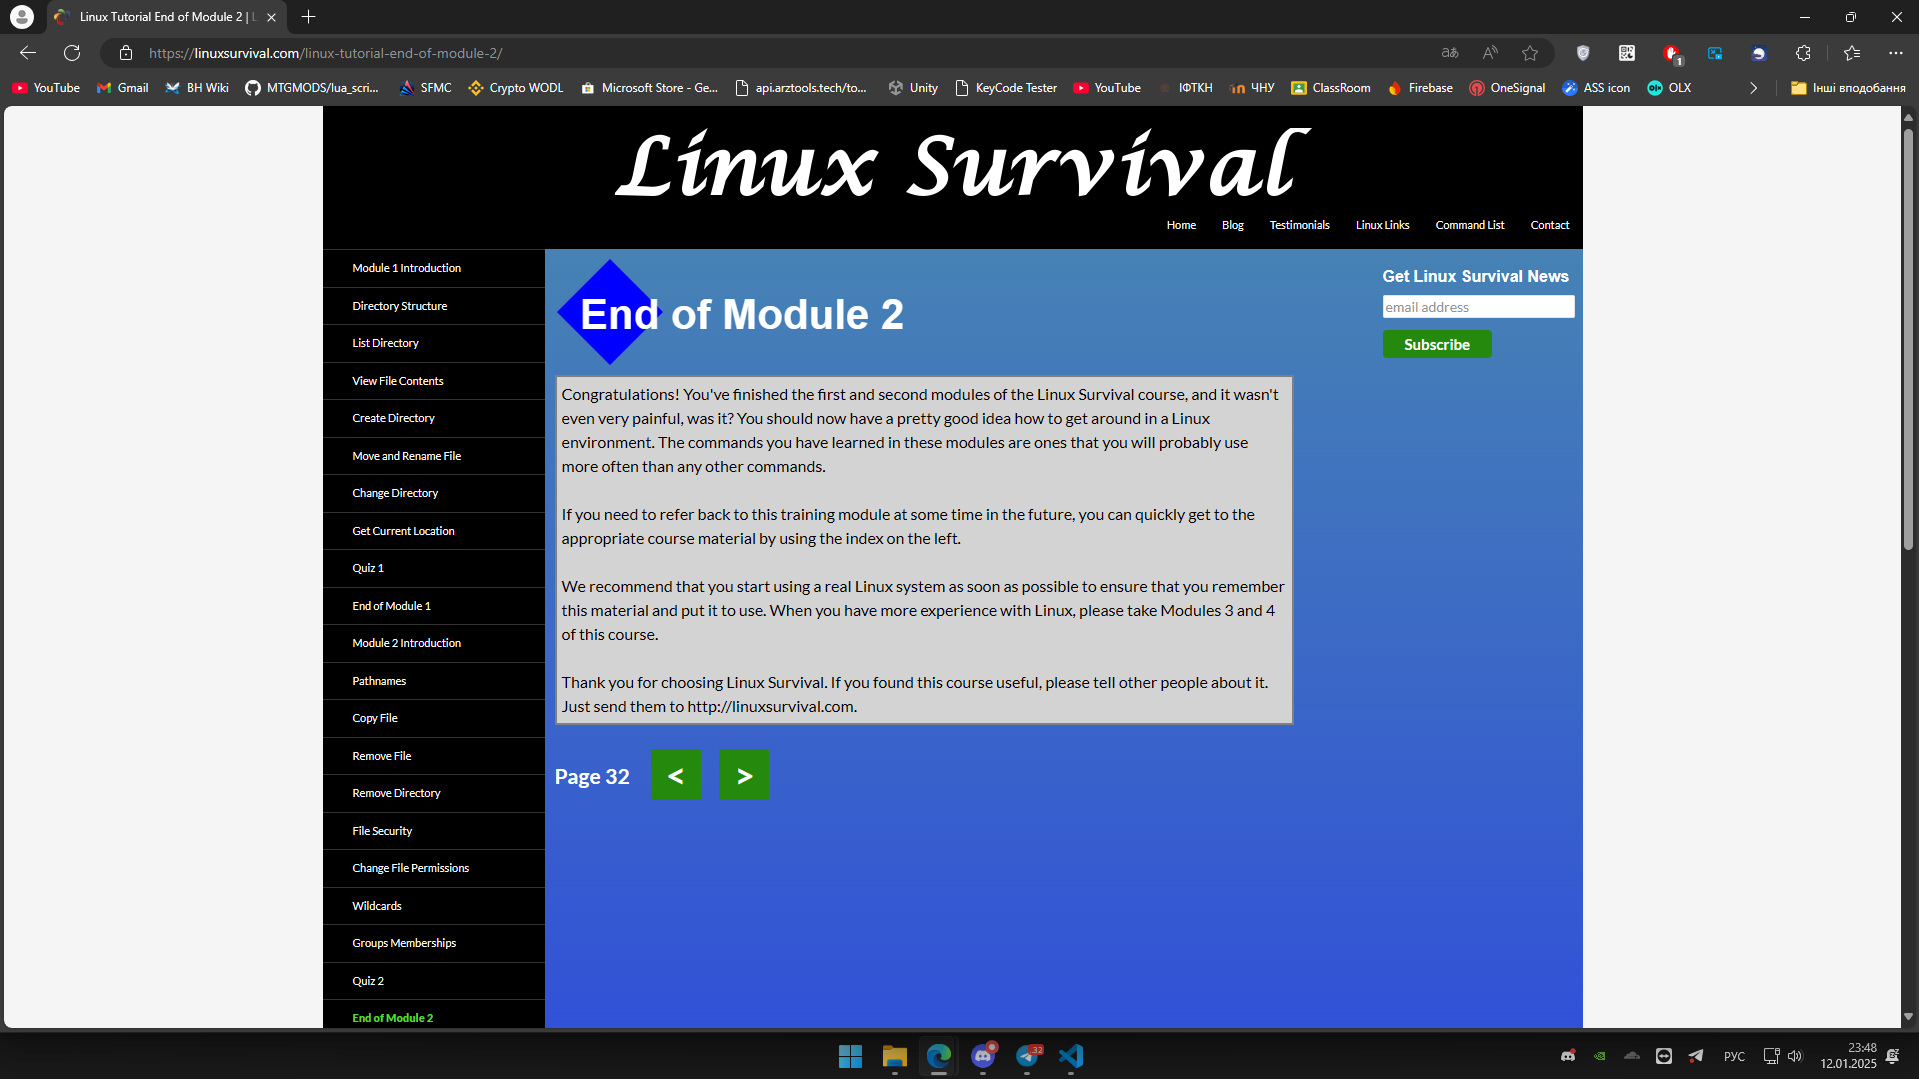 Linux Tutorial End of Module 2 | L
https://linuxsurvival.com/linux-tutorial-end-of-module-2/
1
YouTube
Gmail
BH Wiki
MTGMODS/lua_scri...
SFMC
Crypto WODL
Microsoft Store - Ge...
api.arztools.tech/to...
Unity
KeyCode Tester
YouTube
ІФТКН
ЧНУ
ClassRoom
Firebase
OneSignal
ASS icon
OLX
Інші вподобання
Linux Survival
Home
Blog
Testimonials
Linux Links
Command List
Contact
Module 1 Introduction
Directory Structure
List Directory
View File Contents
Create Directory
Move and Rename File
Change Directory
Get Current Location
Quiz 1
End of Module 1
Module 2 Introduction
Pathnames
Copy File
Remove File
Remove Directory
File Security
Change File Permissions
Wildcards
Groups Memberships
Quiz 2
End of Module 2
End of Module 2
Congratulations! You've finished the first and second modules of the Linux Survival course, and it wasn't
even very painful, was it? You should now have a pretty good idea how to get around in a Linux
environment. The commands you have learned in these modules are ones that you will probably use
more often than any other commands.
If you need to refer back to this training module at some time in the future, you can quickly get to the
appropriate course material by using the index on the left.
We recommend that you start using a real Linux system as soon as possible to ensure that you remember
this material and put it to use. When you have more experience with Linux, please take Modules 3 and 4
of this course.
Thank you for choosing Linux Survival. If you found this course useful, please tell other people about it.
Just send them to http://linuxsurvival.com.
Page 32
<
>
Get Linux Survival News
email address
Subscribe
32
РУС
23:48
12.01.2025